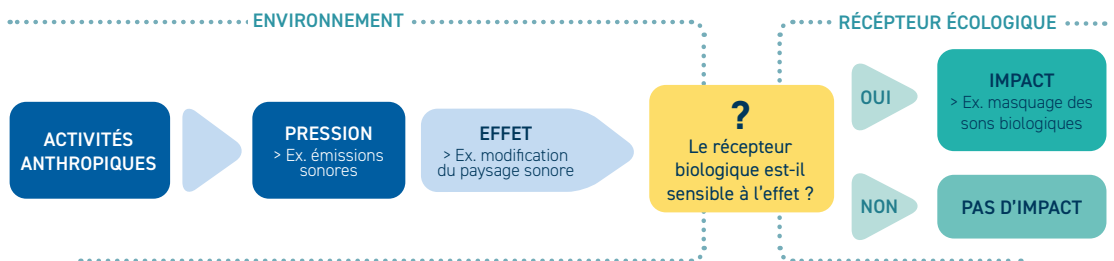 ENVIRONNEMENT
RÉCÉPTEUR ÉCOLOGIQUE
ACTIVITÉS
ANTHROPIQUES
PRESSION
> Ex. émissions
sonores
EFFET
> Ex. modification
du paysage sonore
?
Le récepteur
biologique est-il
sensible à l'effet ?
OUI
IMPACT
> Ex. masquage des
sons biologiques
NON
PAS D'IMPACT